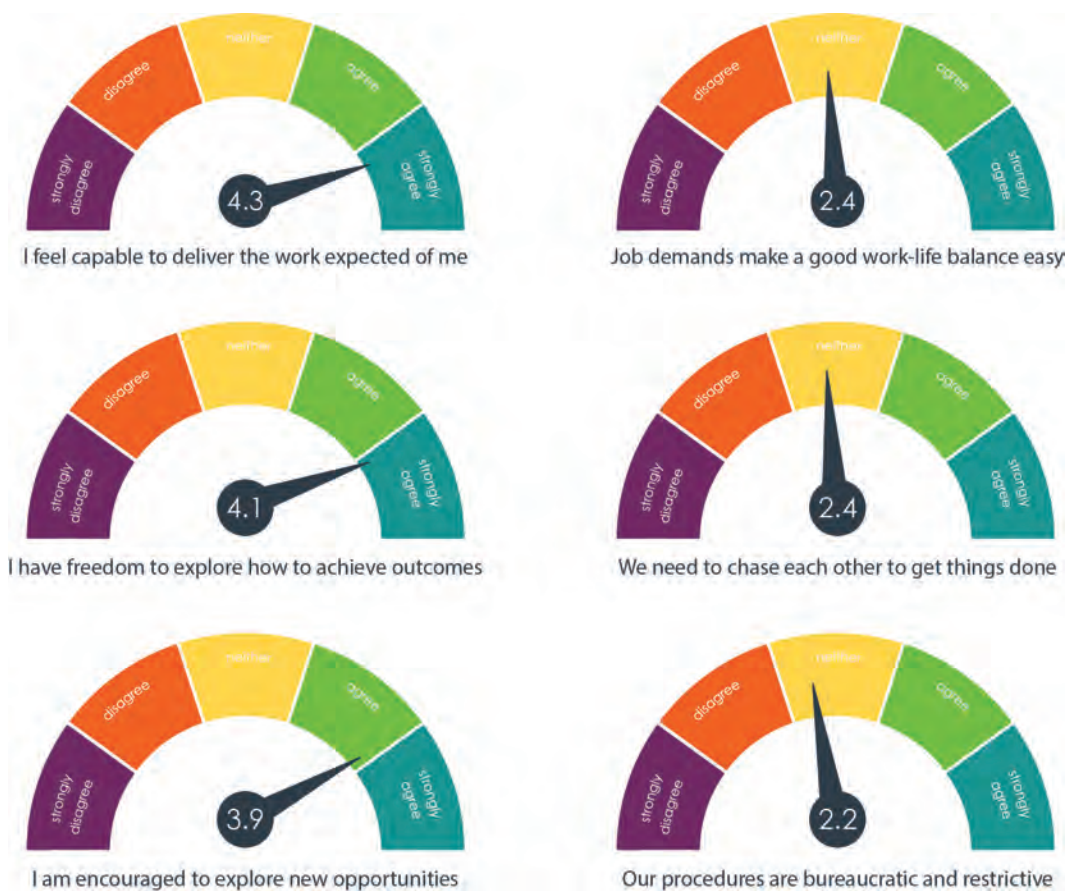 strongly disagree
disagree
neither
agree
strongly agree
4.3
I feel capable to deliver the work expected of me
strongly disagree
disagree
neither
agree
strongly agree
2.4
Job demands make a good work-life balance easy
strongly disagree
disagree
neither
agree
strongly agree
4.1
I have freedom to explore how to achieve outcomes
strongly disagree
disagree
neither
agree
strongly agree
2.4
We need to chase each other to get things done
strongly disagree
disagree
neither
agree
strongly agree
3.9
I am encouraged to explore new opportunities
strongly disagree
disagree
neither
agree
strongly agree
2.2
Our procedures are bureaucratic and restrictive